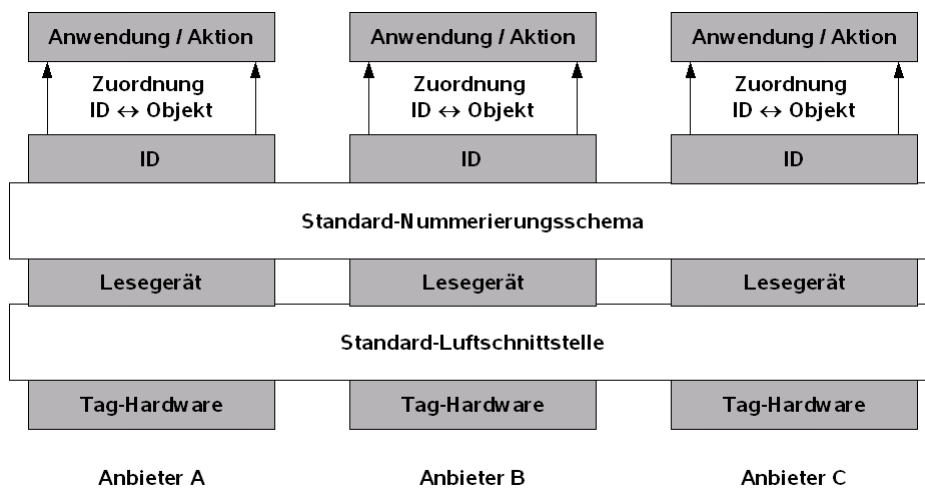 Anwendung / Aktion Anwendung / Aktion Anwendung / Aktion
Zuordnung Zuordnung Zuordnung
ID ↔ Objekt ID ↔ Objekt ID ↔ Objekt
ID ID ID
Standard-Nummerierungsschema
Lesegerät Lesegerät Lesegerät
Standard-Luftschnittstelle
Tag-Hardware Tag-Hardware Tag-Hardware
Anbieter A Anbieter B Anbieter C